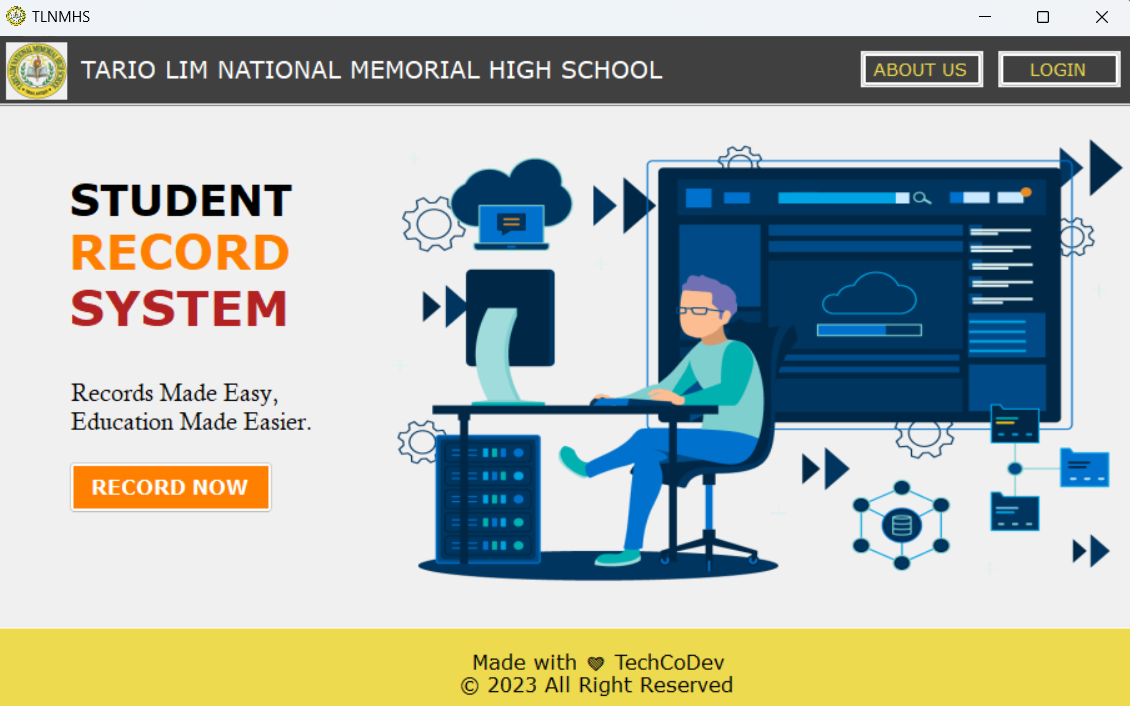 TLNMHS
TARIO LIM NATIONAL MEMORIAL HIGH SCHOOL
ABOUT US
LOGIN
STUDENT
RECORD
SYSTEM
Records Made Easy,
Education Made Easier.
RECORD NOW
Made with ❤ TechCoDev
© 2023 All Right Reserved